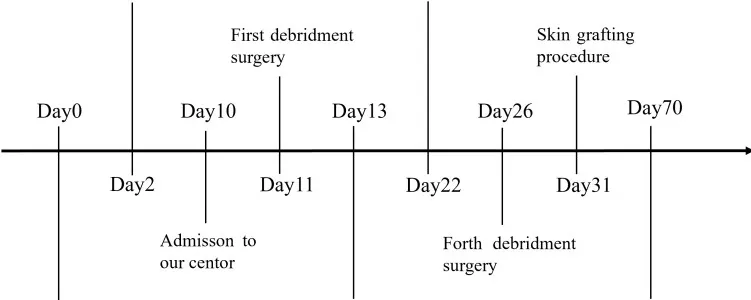 First debridment
surgery
Skin grafting
procedure
Day0
Day10
Day13
Day26
Day70
Day2
Day11
Day22
Day31
Admisson to
our centor
Forth debridment
surgery